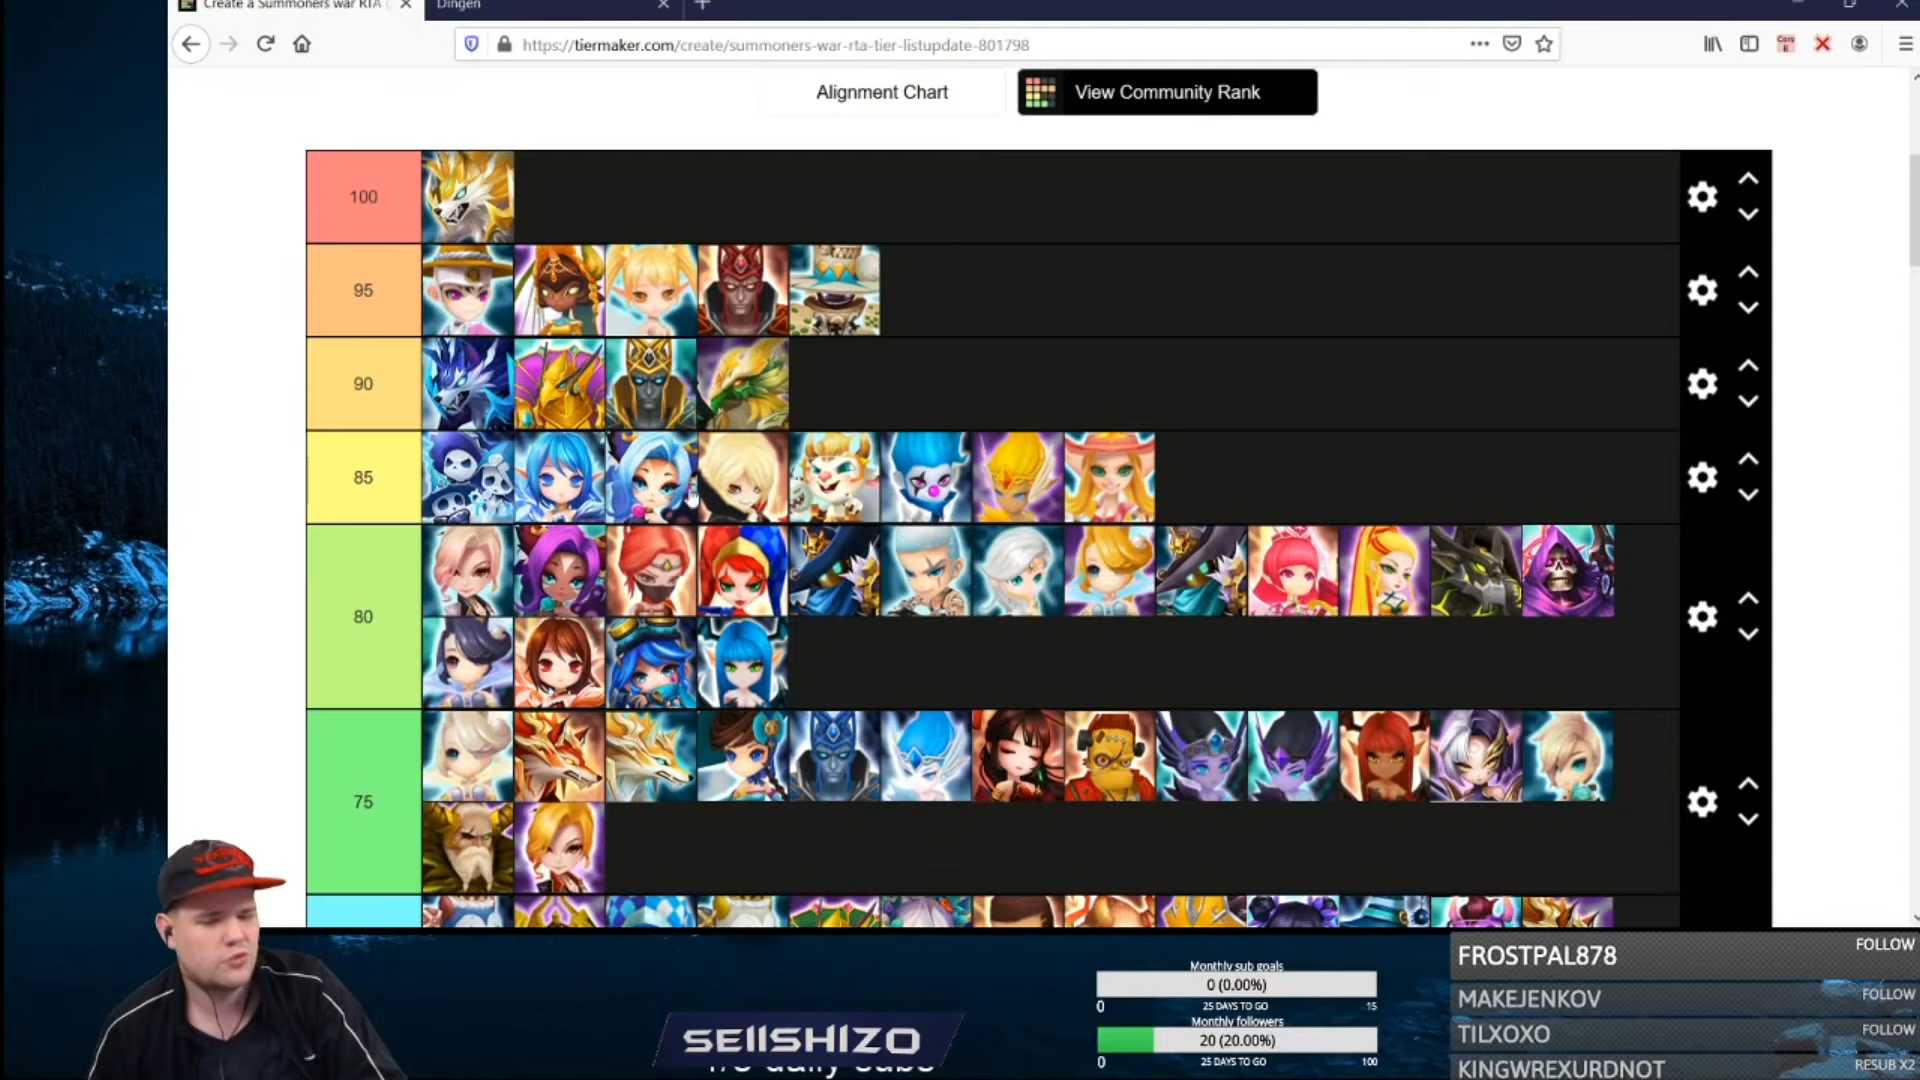 Create a Summoners war RTA (
Dingen
https://tiermaker.com/create/summoners-war-rta-tier-listupdate-801798
Alignment Chart
View Community Rank
100
95
90
85
80
75
FROSTPAL878 FOLLOW
MAKEJENKOV FOLLOW
TILXOXO FOLLOW
KINGWREXURDNOT RESUB X2
Monthly sub goals
0 (0.00%)
0 25 DAYS TO GO 15
Monthly followers
20 (20.00%)
0 25 DAYS TO GO 100
SEIISHIZO
daily subs